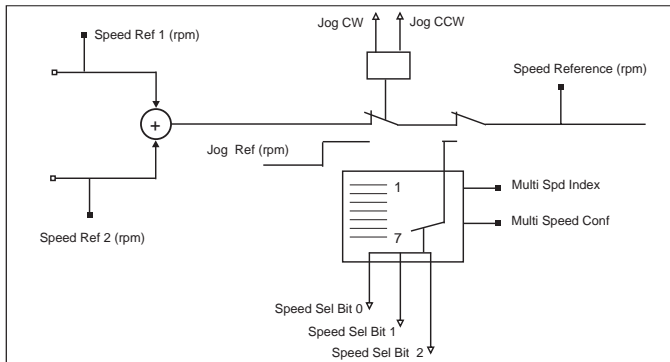 Jog CW
Jog CCW
Speed Ref 1 (rpm)
Speed Reference (rpm)
+
Jog Ref (rpm)
1
Multi Spd Index
Multi Speed Conf
7
Speed Ref 2 (rpm)
Speed Sel Bit 0
Speed Sel Bit 1
Speed Sel Bit 2